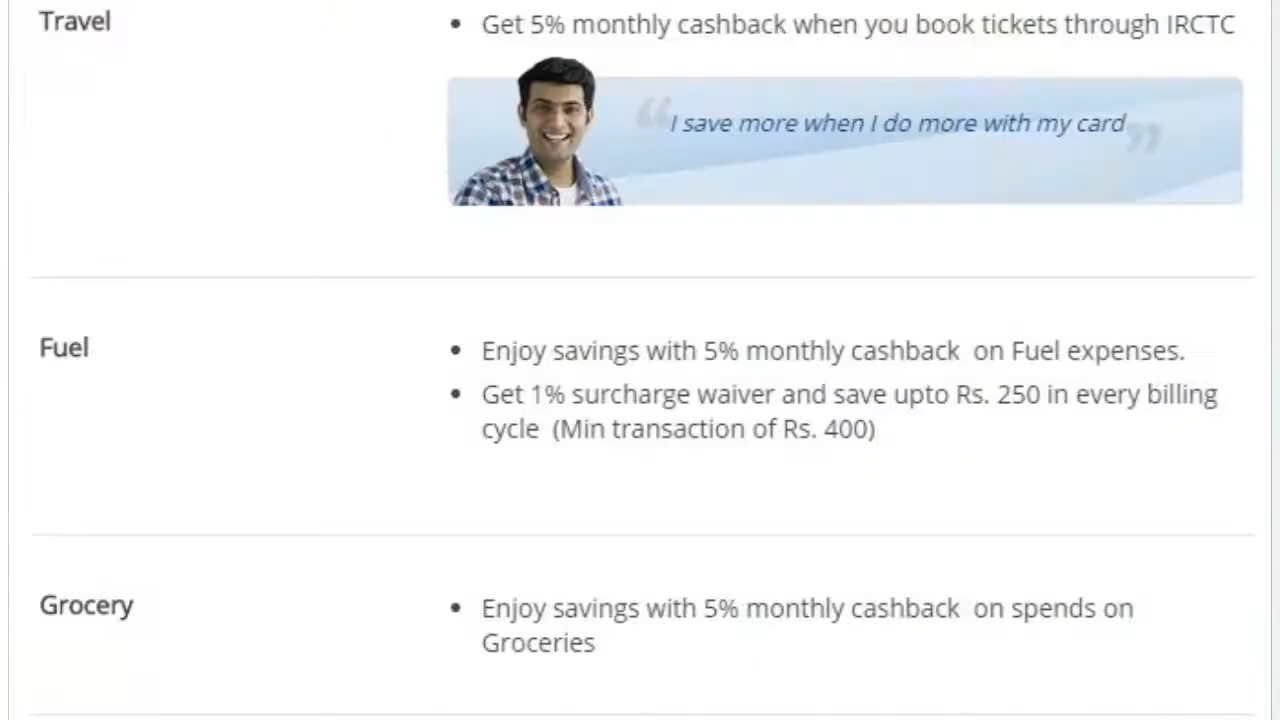 Travel
• Get 5% monthly cashback when you book tickets through IRCTC
“I save more when I do more with my card”
Fuel
• Enjoy savings with 5% monthly cashback  on Fuel expenses.
• Get 1% surcharge waiver and save upto Rs. 250 in every billing
cycle  (Min transaction of Rs. 400)
Grocery
• Enjoy savings with 5% monthly cashback  on spends on
Groceries